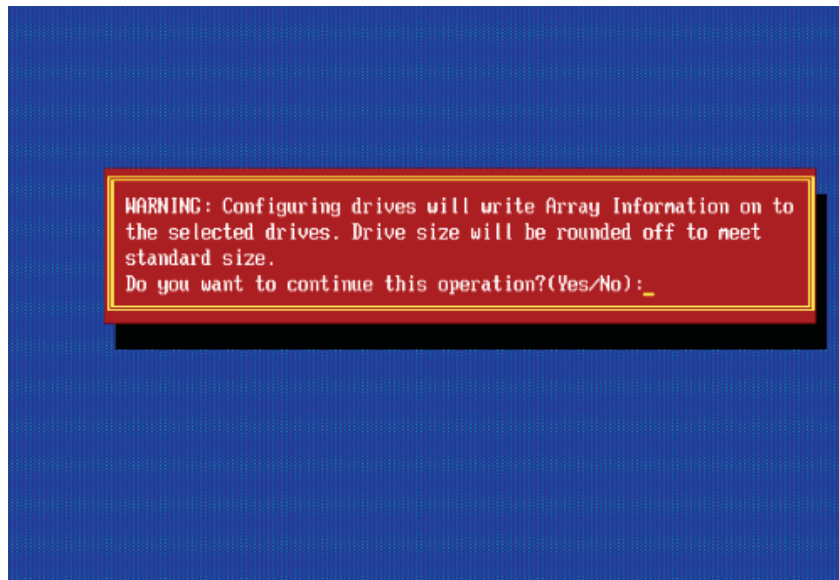 WARNING: Configuring drives will write Array Information on to
the selected drives. Drive size will be rounded off to meet
standard size.
Do you want to continue this operation?(Yes/No):_